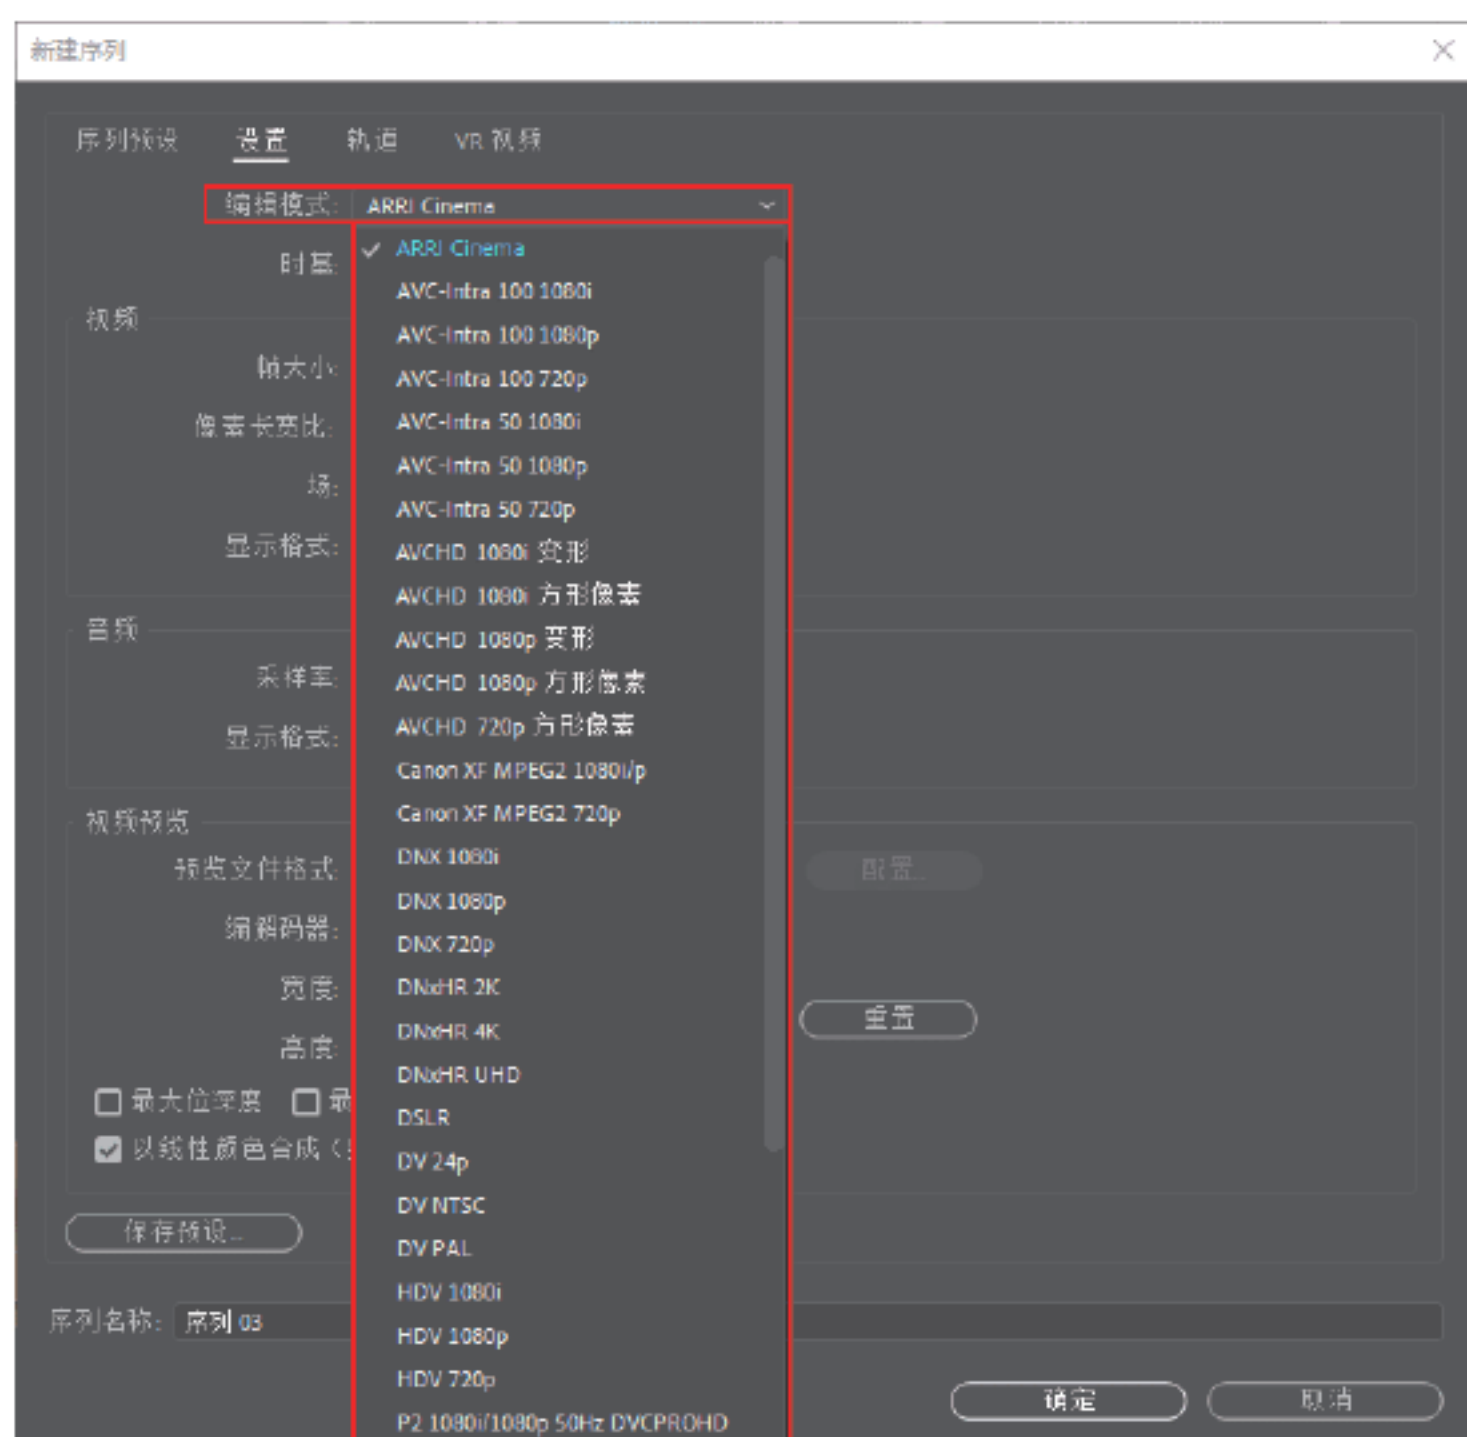 新建序列
序列预设 设置 轨道 VR 视频
编辑模式: ARRI Cinema
时基:
ARRI Cinema
AVC-Intra 100 1080i
AVC-Intra 100 1080p
AVC-Intra 100 720p
AVC-Intra 50 1080i
AVC-Intra 50 1080p
AVC-Intra 50 720p
AVCHD 1080i 变形
AVCHD 1080i 方形像素
AVCHD 1080p 变形
AVCHD 1080p 方形像素
AVCHD 720p 方形像素
Canon XF MPEG2 1080i/p
Canon XF MPEG2 720p
DNX 1080i
DNX 1080p
DNX 720p
DNxHR 2K
DNxHR 4K
DNxHR UHD
DSLR
DV 24p
DV NTSC
DV PAL
HDV 1080i
HDV 1080p
HDV 720p
P2 1080i/1080p 50Hz DVCPROHD
视频
帧大小:
像素长宽比:
场:
显示格式:
音频
采样率:
显示格式:
视频预览
预览文件格式: 配置...
编解码器:
宽度:
重置
高度:
最大位深度 最
以线性颜色合成（
保存预设...
序列名称: 序列 03
确定 取消